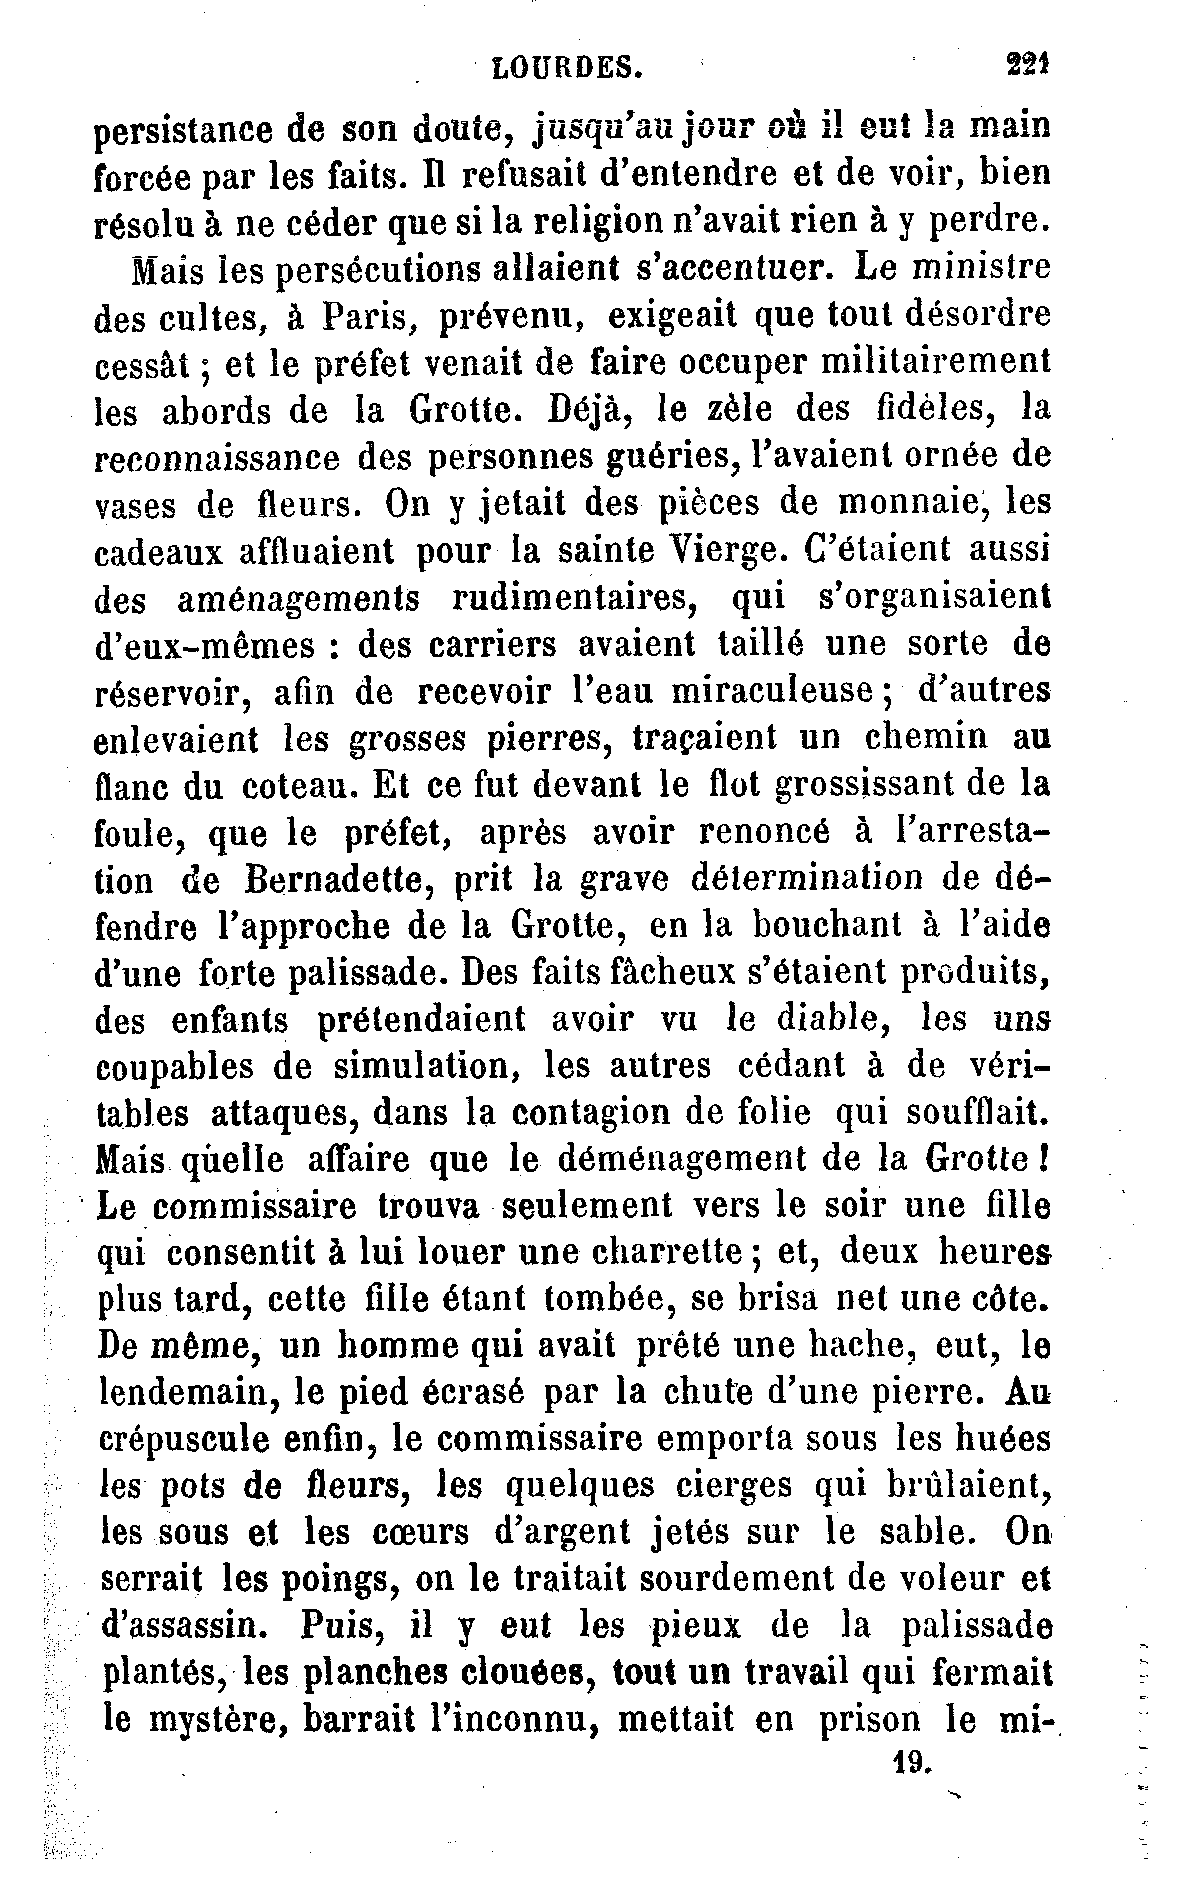 LOURDES. 221
persistance de son doute, jusqu'au jour où il eut la main
forcée par les faits. Il refusait d'entendre et de voir, bien
résolu à ne céder que si la religion n'avait rien à y perdre.
Mais les persécutions allaient s'accentuer. Le ministre
des cultes, à Paris, prévenu, exigeait que tout désordre
cessât ; et le préfet venait de faire occuper militairement
les abords de la Grotte. Déjà, le zèle des fidèles, la
reconnaissance des personnes guéries, l'avaient ornée de
vases de fleurs. On y jetait des pièces de monnaie, les
cadeaux affluaient pour la sainte Vierge. C'étaient aussi
des aménagements rudimentaires, qui s'organisaient
d'eux-mêmes : des carriers avaient taillé une sorte de
réservoir, afin de recevoir l'eau miraculeuse ; d'autres
enlevaient les grosses pierres, traçaient un chemin au
flanc du coteau. Et ce fut devant le flot grossissant de la
foule, que le préfet, après avoir renoncé à l'arresta-
tion de Bernadette, prit la grave détermination de dé-
fendre l'approche de la Grotte, en la bouchant à l'aide
d'une forte palissade. Des faits fâcheux s'étaient produits,
des enfants prétendaient avoir vu le diable, les uns
coupables de simulation, les autres cédant à de véri-
tables attaques, dans la contagion de folie qui soufflait.
Mais quelle affaire que le déménagement de la Grotte !
Le commissaire trouva seulement vers le soir une fille
qui consentit à lui louer une charrette ; et, deux heures
plus tard, cette fille étant tombée, se brisa net une côte.
De même, un homme qui avait prêté une hache, eut, le
lendemain, le pied écrasé par la chute d'une pierre. Au
crépuscule enfin, le commissaire emporta sous les huées
les pots de fleurs, les quelques cierges qui brûlaient,
les sous et les cœurs d'argent jetés sur le sable. On
serrait les poings, on le traitait sourdement de voleur et
d'assassin. Puis, il y eut les pieux de la palissade
plantés, les planches clouées, tout un travail qui fermait
le mystère, barrait l'inconnu, mettait en prison le mi-
19.